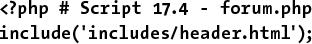 <?php # Script 17.4 - forum.php
include('includes/header.html');